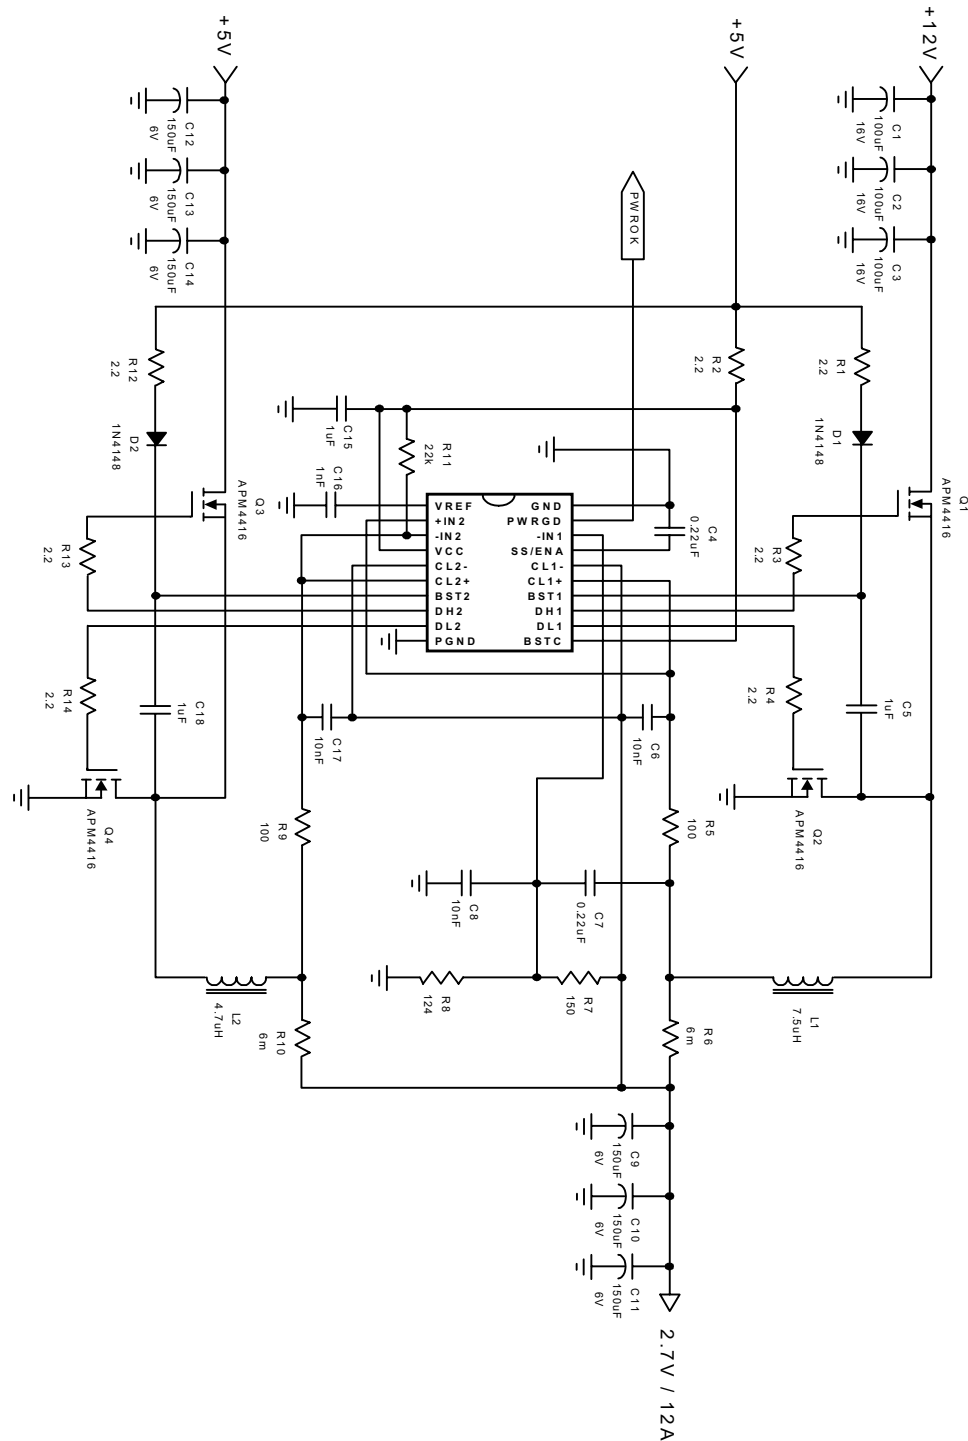 +12V
+5V
+5V
C1
100uF
16V
C2
100uF
16V
C3
100uF
16V
C12
150uF
6V
C13
150uF
6V
C14
150uF
6V
PWROK
R1
2.2
R2
2.2
R12
2.2
D1
1N4148
D2
1N4148
C15
1uF
R11
22k
C16
1nF
C4
0.22uF
Q1
APM4416
Q3
APM4416
R3
2.2
R13
2.2
VREF GND
+IN2 PWRGD
-IN2 -IN1
VCC SS/ENA
CL2- CL1-
CL2+ CL1+
BST2 BST1
DH2 DH1
DL2 DL1
PGND BSTC
R4
2.2
R14
2.2
C5
1uF
C18
1uF
C17
10nF
C6
10nF
Q2
APM4416
Q4
APM4416
R5
100
R9
100
C7
0.22uF
C8
10nF
R7
150
R8
124
L1
7.5uH
L2
4.7uH
R6
6m
R10
6m
C9
150uF
6V
C10
150uF
6V
C11
150uF
6V
2.7V / 12A